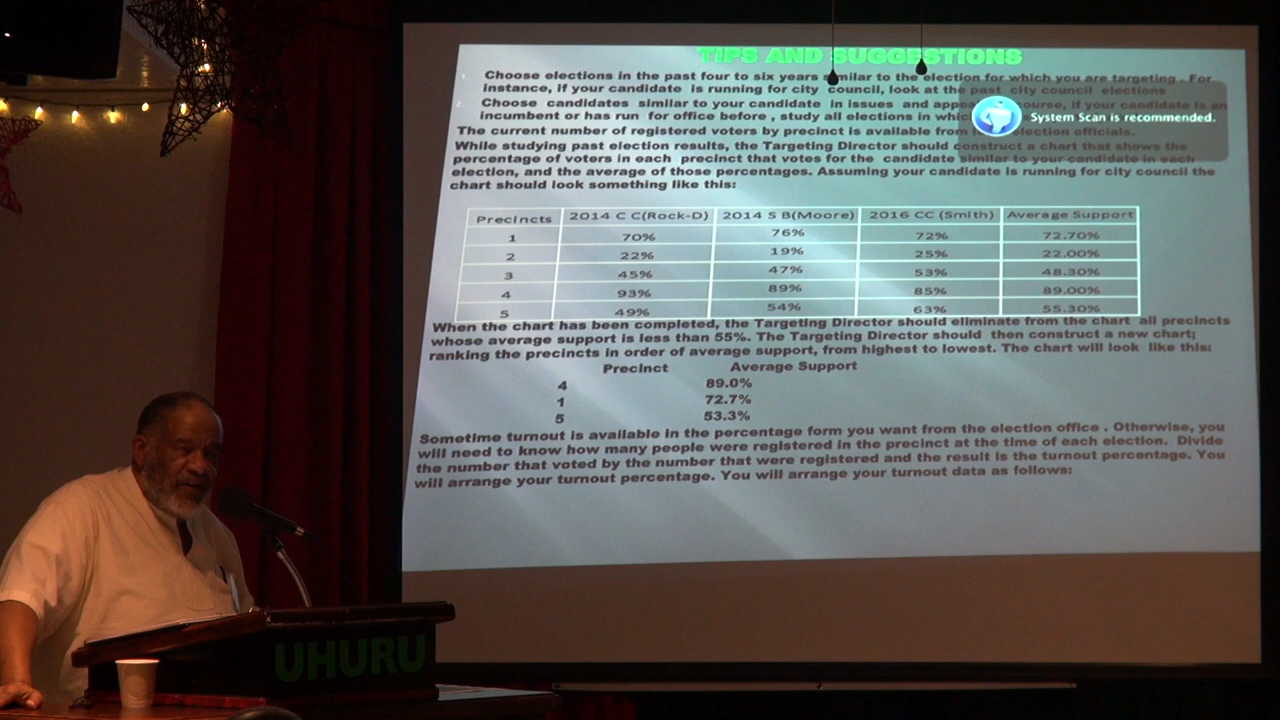 TIPS AND SUGGESTIONS
1. Choose elections in the past four to six years similar to the election for which you are targeting . For
instance, if your candidate is running for city council, look at the past city council elections
2. Choose candidates similar to your candidate in issues and course, if your candidate is an
incumbent or has run for office before , study all elections in
System Scan is recommended.
The current number of registered voters by precinct is available from election officials.
While studying past election results, the Targeting Director should construct a chart that shows the
percentage of voters in each precinct that votes for the candidate similar to your candidate in each
election, and the average of those percentages. Assuming your candidate is running for city council the
chart should look something like this:
Precincts 2014 C C(Rock-D) 2014 S B(Moore) 2016 CC (Smith) Average Support
1 70% 76% 72% 72.70%
2 22% 19% 25% 22.00%
3 45% 47% 53% 48.30%
4 93% 89% 85% 89.00%
5 49% 54% 63% 55.30%
When the chart has been completed, the Targeting Director should eliminate from the chart all precincts
whose average support is less than 55%. The Targeting Director should then construct a new chart;
ranking the precincts in order of average support, from highest to lowest. The chart will look like this:
Precinct Average Support
4 89.0%
1 72.7%
5 53.3%
Sometime turnout is available in the percentage form you want from the election office . Otherwise, you
will need to know how many people were registered in the precinct at the time of each election. Divide
the number that voted by the number that were registered and the result is the turnout percentage. You
will arrange your turnout percentage. You will arrange your turnout data as follows:
UHURU